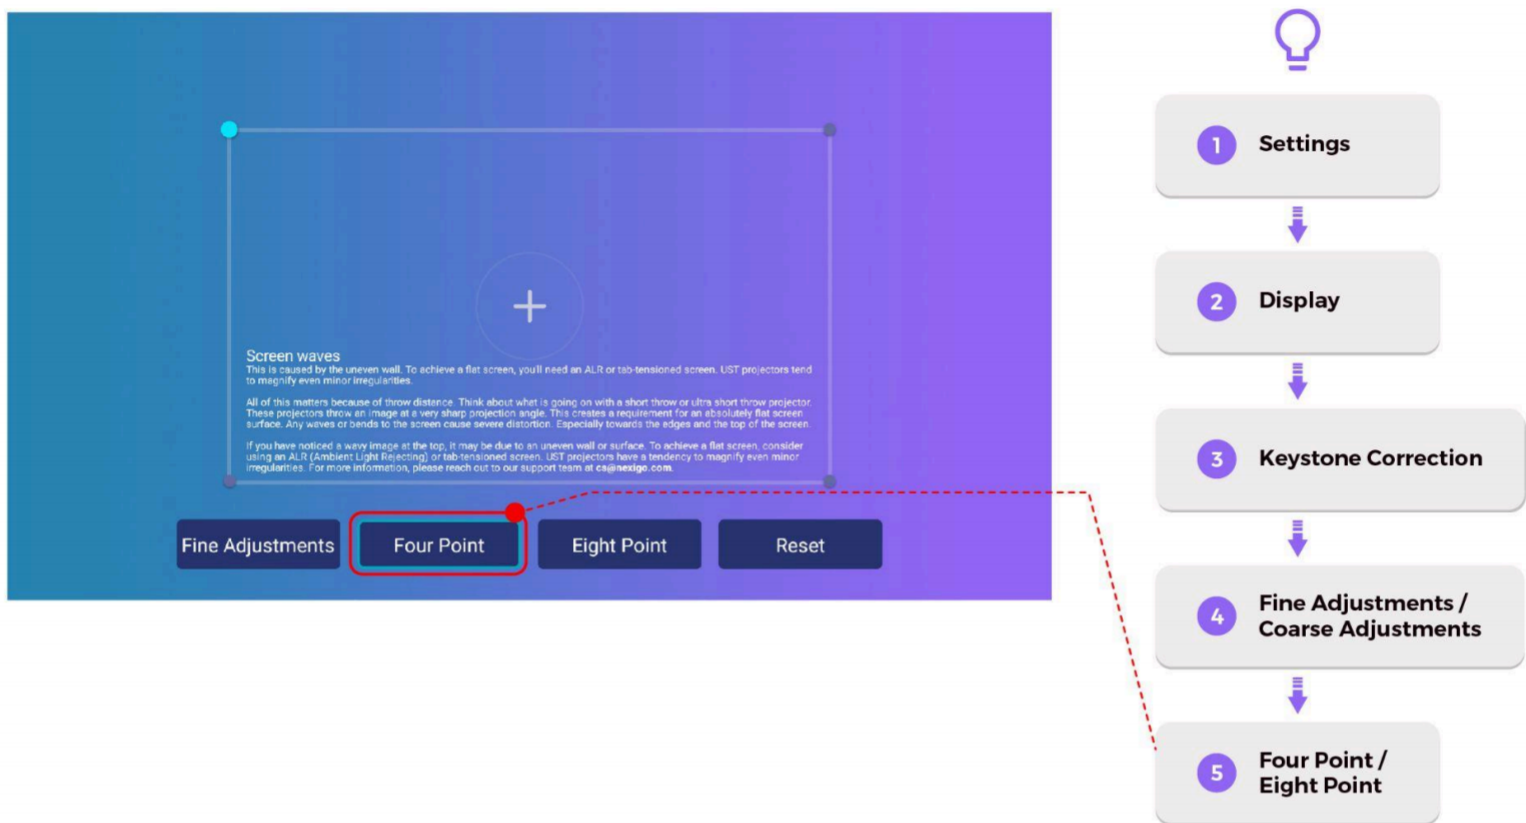 Screen waves
This is caused by the uneven wall. To achieve a flat screen, you'll need an ALR or tab-tensioned screen. UST projectors tend
to magnify even minor irregularities.
All of this matters because of throw distance. Think about what is going on with a short throw or ultra short throw projector.
These projectors throw an image at a very sharp projection angle. This creates a requirement for an absolutely flat screen
surface. Any waves or bends to the screen cause severe distortion. Especially towards the edges and the top of the screen.
If you have noticed a wavy image at the top, it may be due to an uneven wall or surface. To achieve a flat screen, consider
using an ALR (Ambient Light Rejecting) or tab-tensioned screen. UST projectors have a tendency to magnify even minor
irregularities. For more information, please reach out to our support team at cs@nexigo.com.
Fine Adjustments
Four Point
Eight Point
Reset
1 Settings
2 Display
3 Keystone Correction
4 Fine Adjustments /
Coarse Adjustments
5 Four Point /
Eight Point